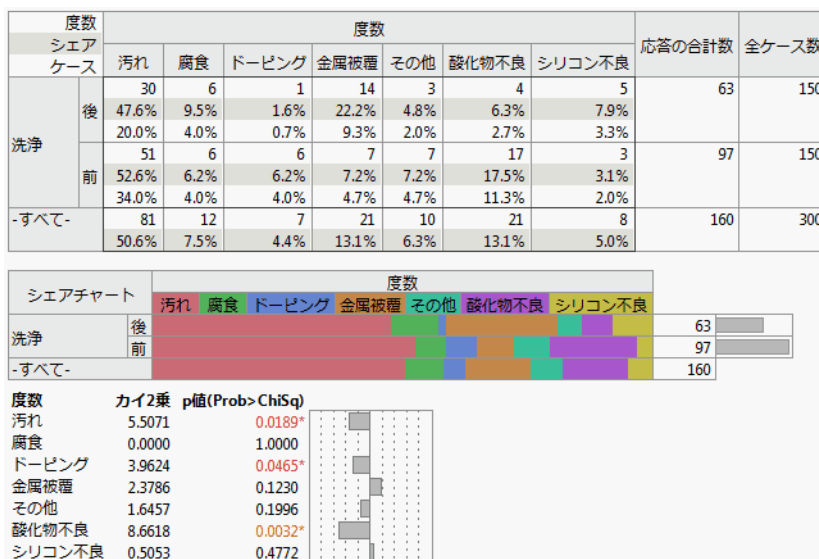 度数
シェア
ケース
度数
応答の合計数 全ケース数
汚れ 腐食 ドーピング 金属被覆 その他 酸化物不良 シリコン不良
洗浄
後
30 6 1 14 3 4 5 63 150
47.6% 9.5% 1.6% 22.2% 4.8% 6.3% 7.9%
20.0% 4.0% 0.7% 9.3% 2.0% 2.7% 3.3%
前
51 6 6 7 7 17 3 97 150
52.6% 6.2% 6.2% 7.2% 7.2% 17.5% 3.1%
34.0% 4.0% 4.0% 4.7% 4.7% 11.3% 2.0%
-すべて- 81 12 7 21 10 21 8 160 300
50.6% 7.5% 4.4% 13.1% 6.3% 13.1% 5.0%
シェアチャート
度数
汚れ 腐食 ドーピング 金属被覆 その他 酸化物不良 シリコン不良
洗浄
後 63
前 97
-すべて- 160
度数 カイ2乗 p値(Prob>ChiSq)
汚れ 5.5071 0.0189*
腐食 0.0000 1.0000
ドーピング 3.9624 0.0465*
金属被覆 2.3786 0.1230
その他 1.6457 0.1996
酸化物不良 8.6618 0.0032*
シリコン不良 0.5053 0.4772